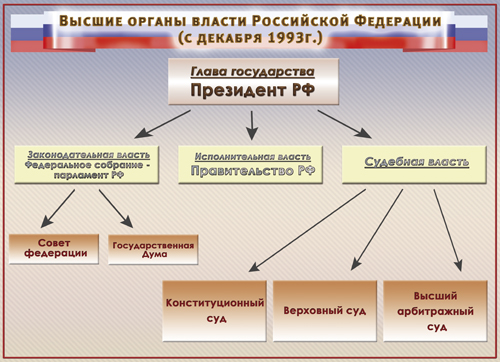 Высшие органы власти Российской Федерации
(с декабря 1993г.)
Глава государства
Президент РФ
Законодательная власть
Федеральное собрание -
парламент РФ
Исполнительная власть
Правительство РФ
Судебная власть
Совет
федерации
Государственная
Дума
Конституционный
суд
Верховный суд
Высший
арбитражный
суд